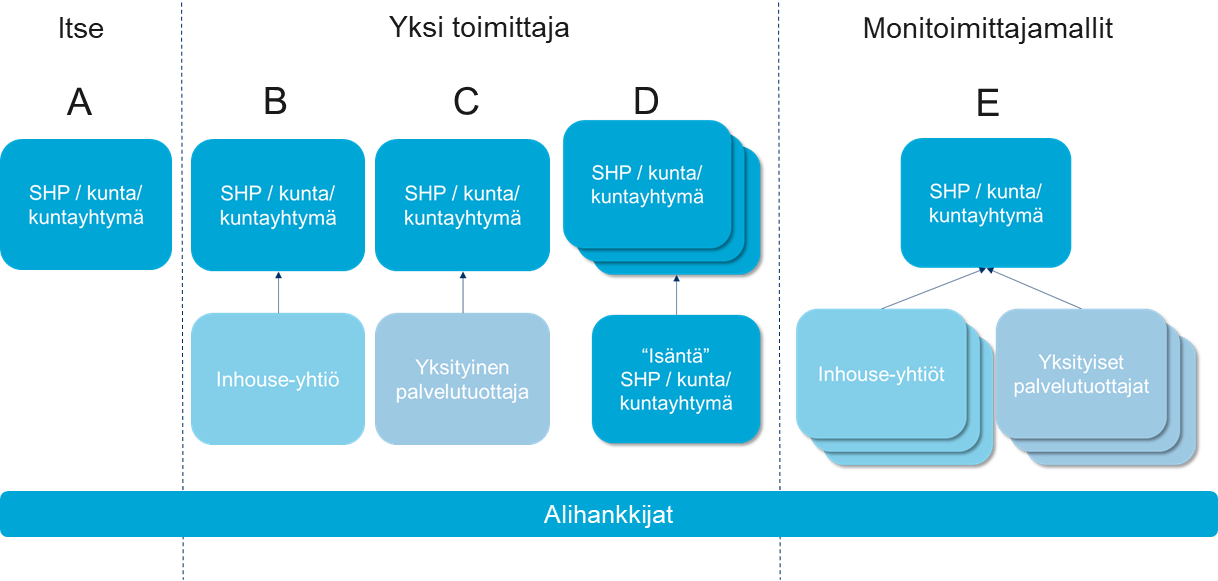 Itse
Yksi toimittaja
Monitoimittajamallit
A
B
C
D
E
SHP / kunta/
kuntayhtymä
SHP / kunta/
kuntayhtymä
SHP / kunta/
kuntayhtymä
SHP / kunta/
kuntayhtymä
SHP / kunta/
kuntayhtymä
Inhouse-yhtiö
Yksityinen
palvelutuottaja
“Isäntä”
SHP / kunta/
kuntayhtymä
Inhouse-yhtiöt
Yksityiset
palvelutuottajat
Alihankkijat